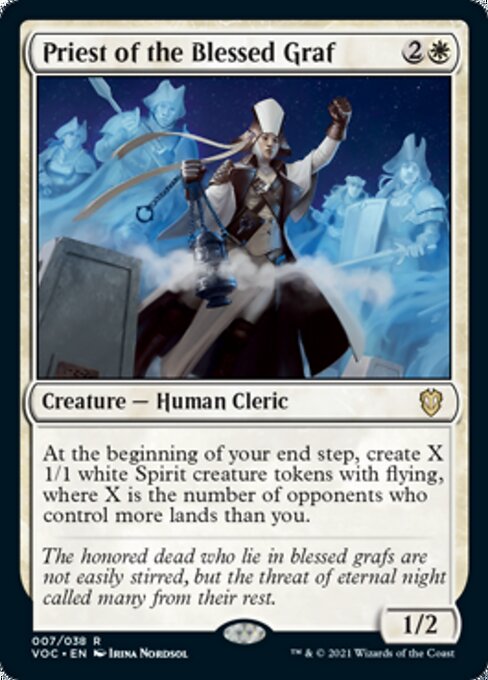 Priest of the Blessed Graf 2
Creature — Human Cleric
At the beginning of your end step, create X
1/1 white Spirit creature tokens with flying,
where X is the number of opponents who
control more lands than you.
The honored dead who lie in blessed grafs are
not easily stirred, but the threat of eternal night
called many from their rest.
1/2
007/038 R
VOC • EN Irina Nordsol
™ & © 2021 Wizards of the Coast